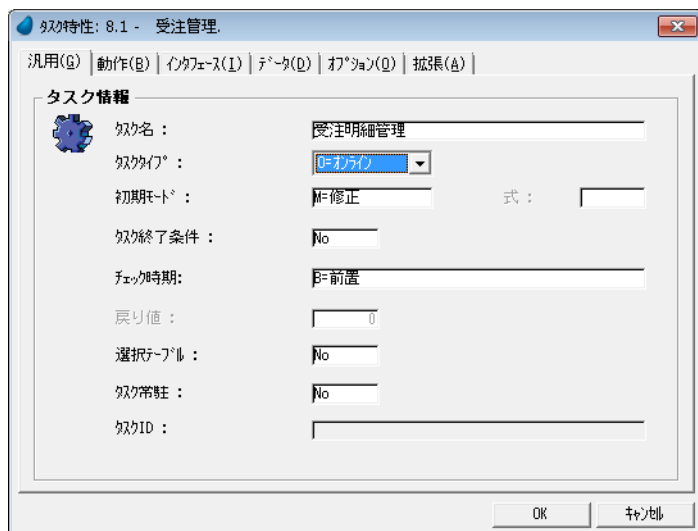 ﾀｽｸ特性: 8.1 -　受注管理.
汎用(G) 動作(B) ｲﾝﾀﾌｪｰｽ(I) ﾃﾞｰﾀ(D) ｵﾌﾟｼｮﾝ(O) 拡張(A)
タスク情報
ﾀｽｸ名： 受注明細管理
ﾀｽｸﾀｲﾌﾟ： O=ｵﾝﾗｲﾝ
初期ﾓｰﾄﾞ： M=修正 式：
ﾀｽｸ終了条件： No
ﾁｪｯｸ時期: B=前置
戻り値： 0
選択ﾃｰﾌﾞﾙ： No
ﾀｽｸ常駐： No
ﾀｽｸID：
OK ｷｬﾝｾﾙ